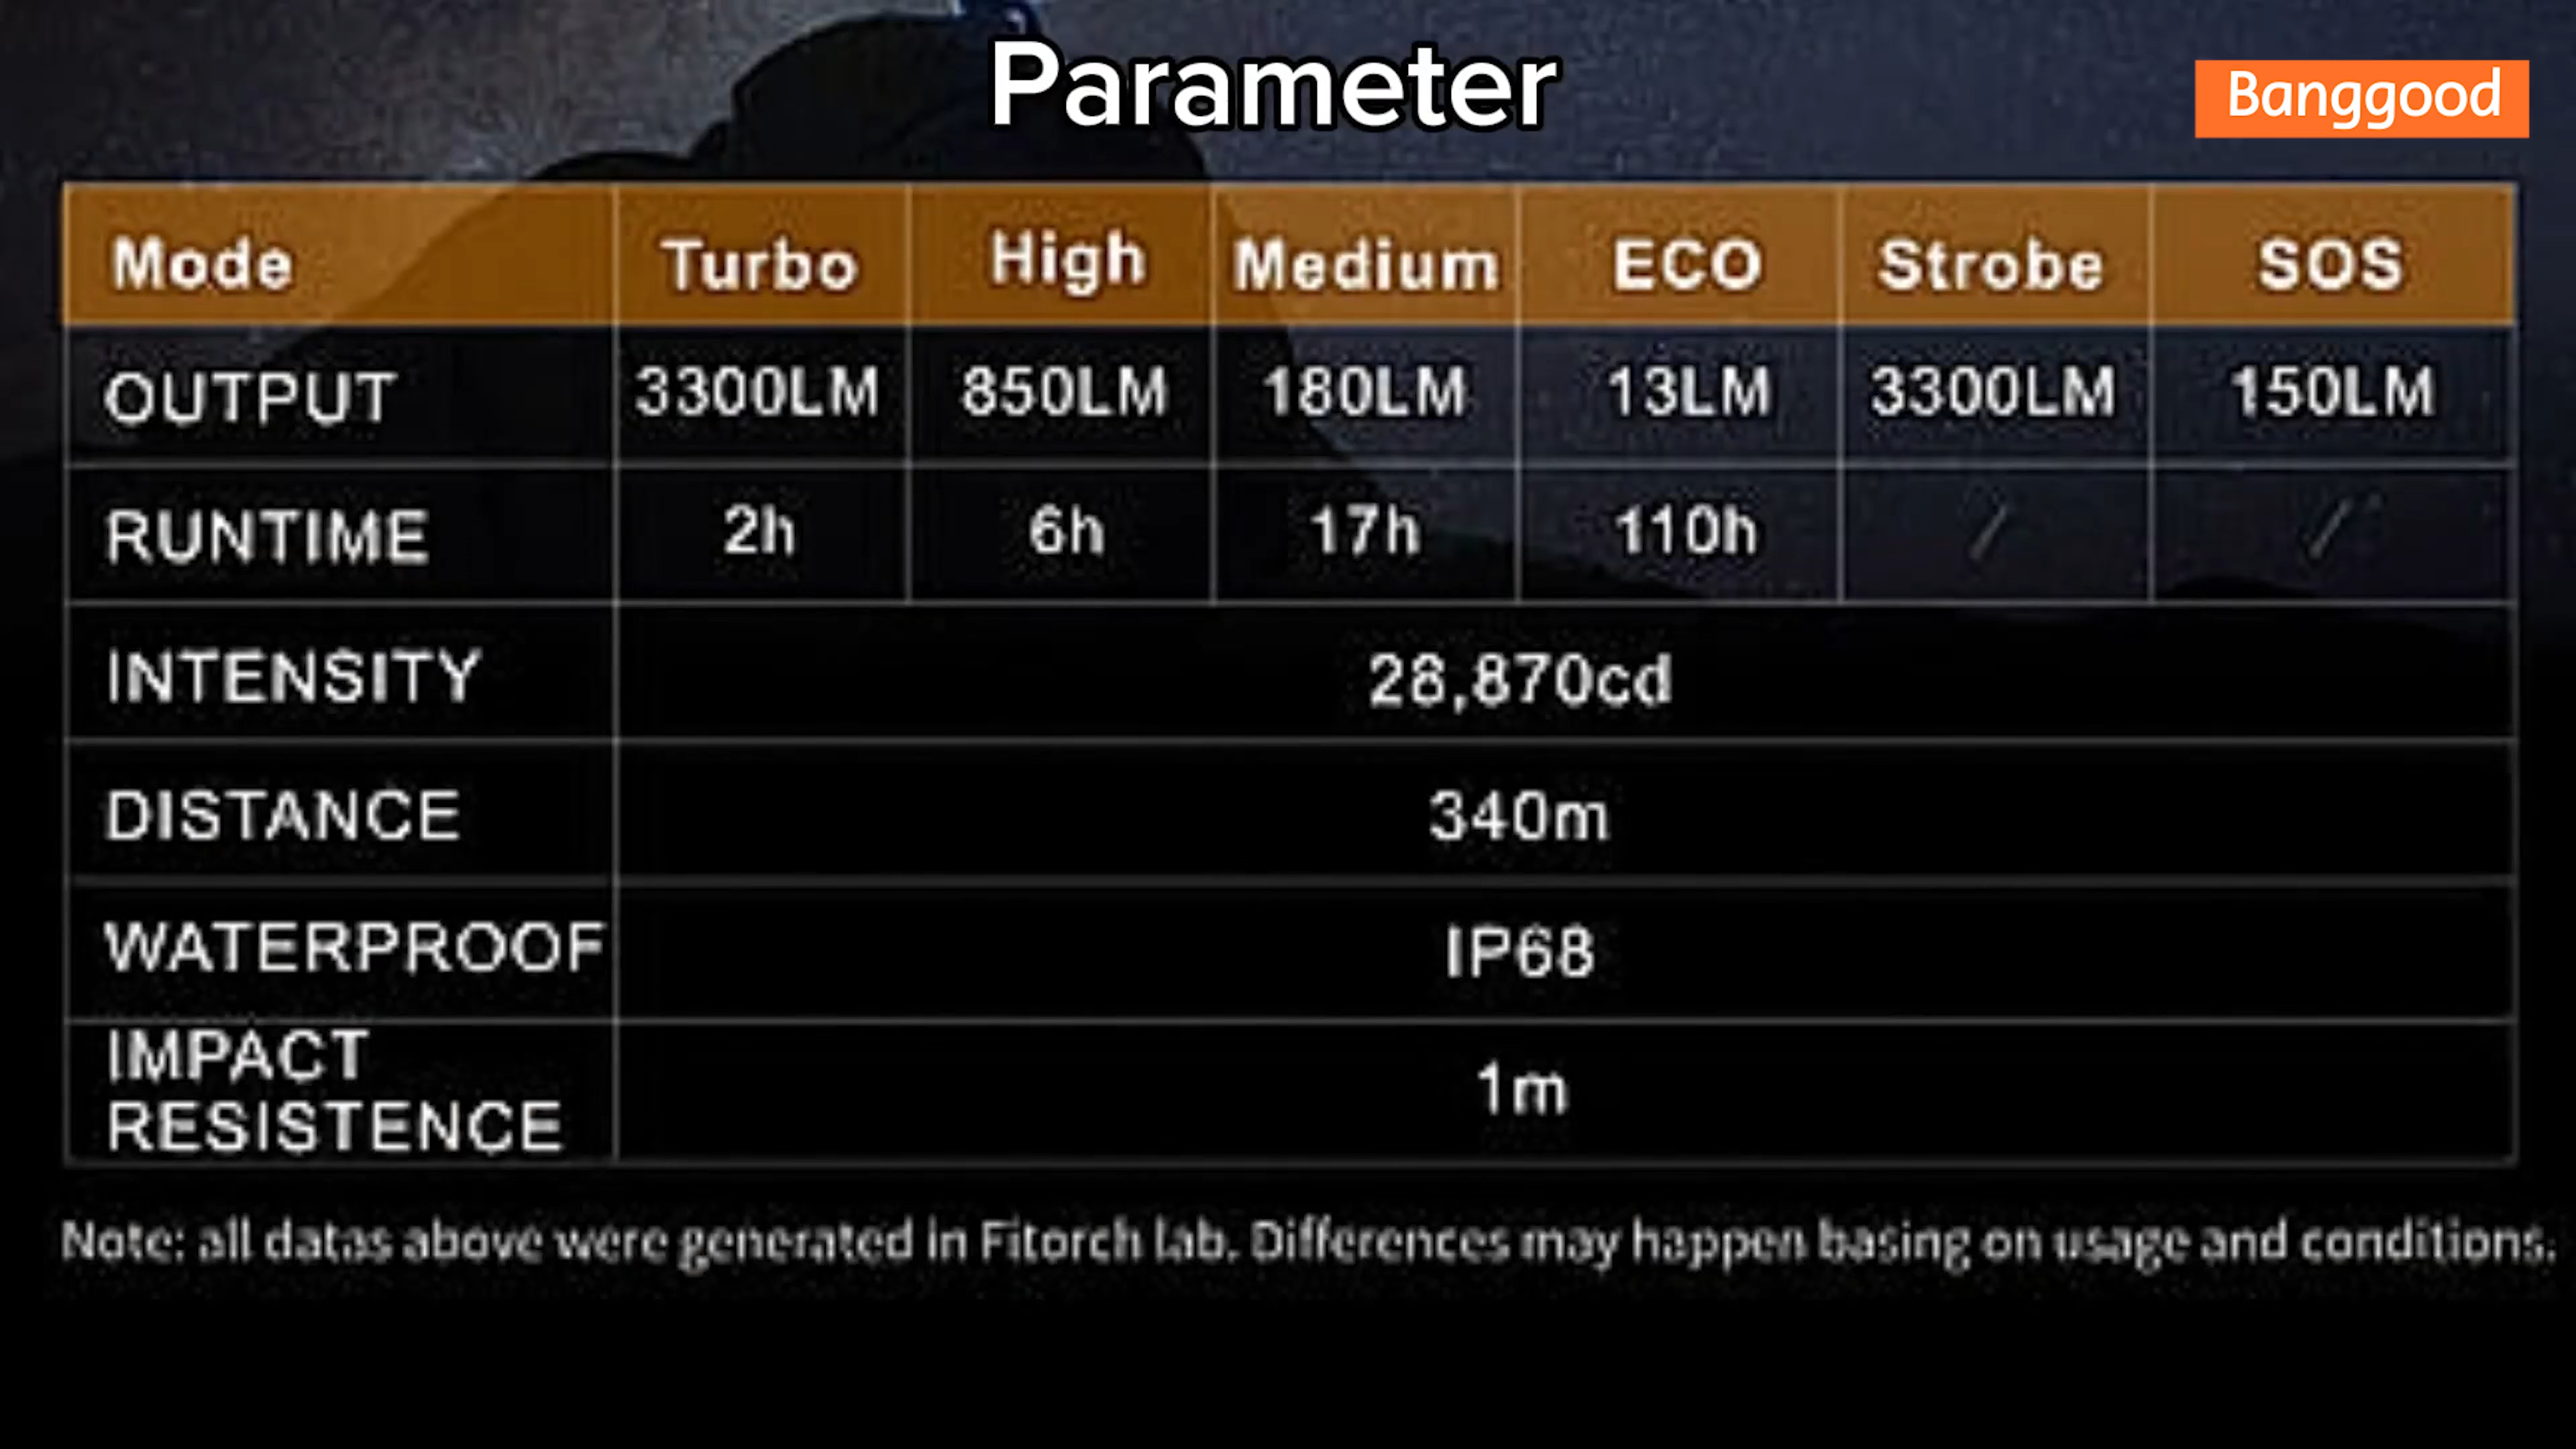 Parameter
Banggood
Mode Turbo High Medium ECO Strobe SOS
OUTPUT 3300LM 850LM 180LM 13LM 3300LM 150LM
RUNTIME 2h 6h 17h 110h / /
INTENSITY 28,870cd
DISTANCE 340m
WATERPROOF IP68
IMPACT
RESISTENCE 1m
Note: all datas above were generated in Fitorch lab. Differences may happen basing on usage and conditions.